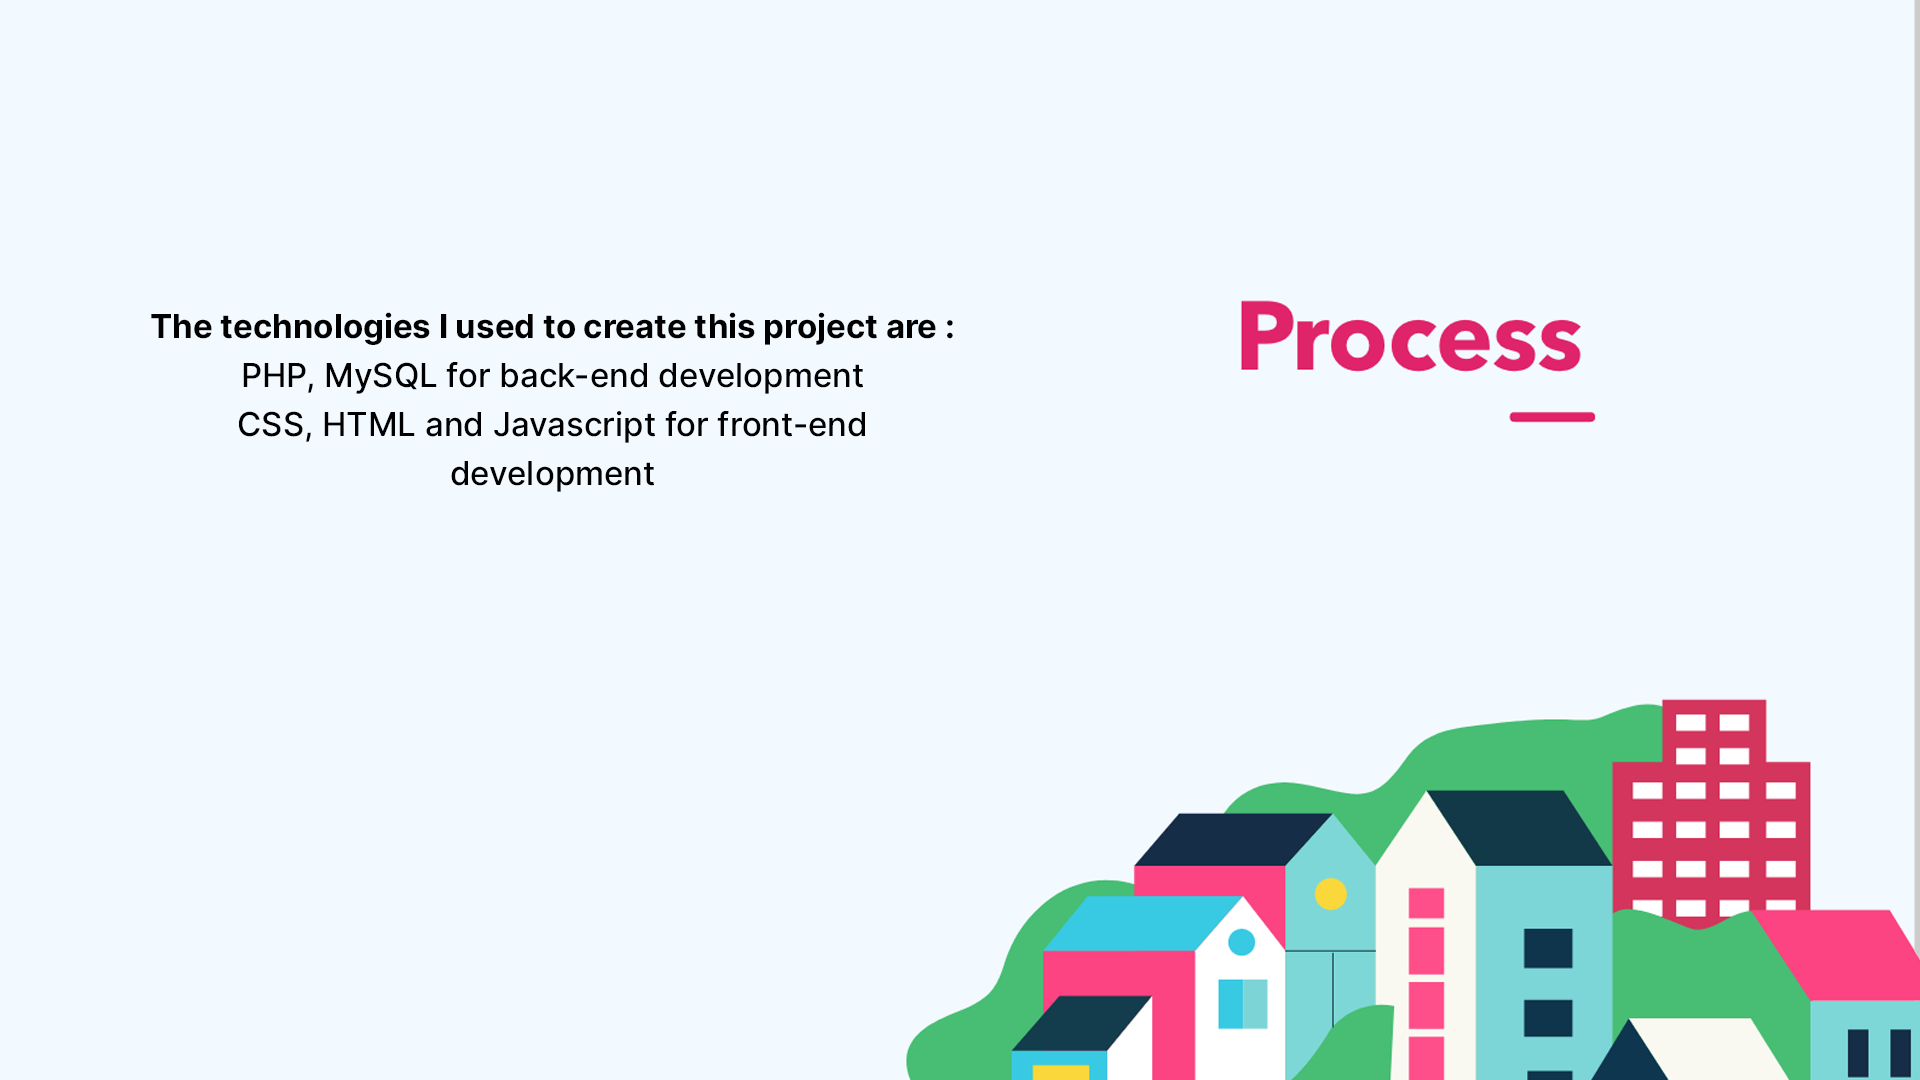 Process
The technologies I used to create this project are :
PHP, MySQL for back-end development
CSS, HTML and Javascript for front-end
development